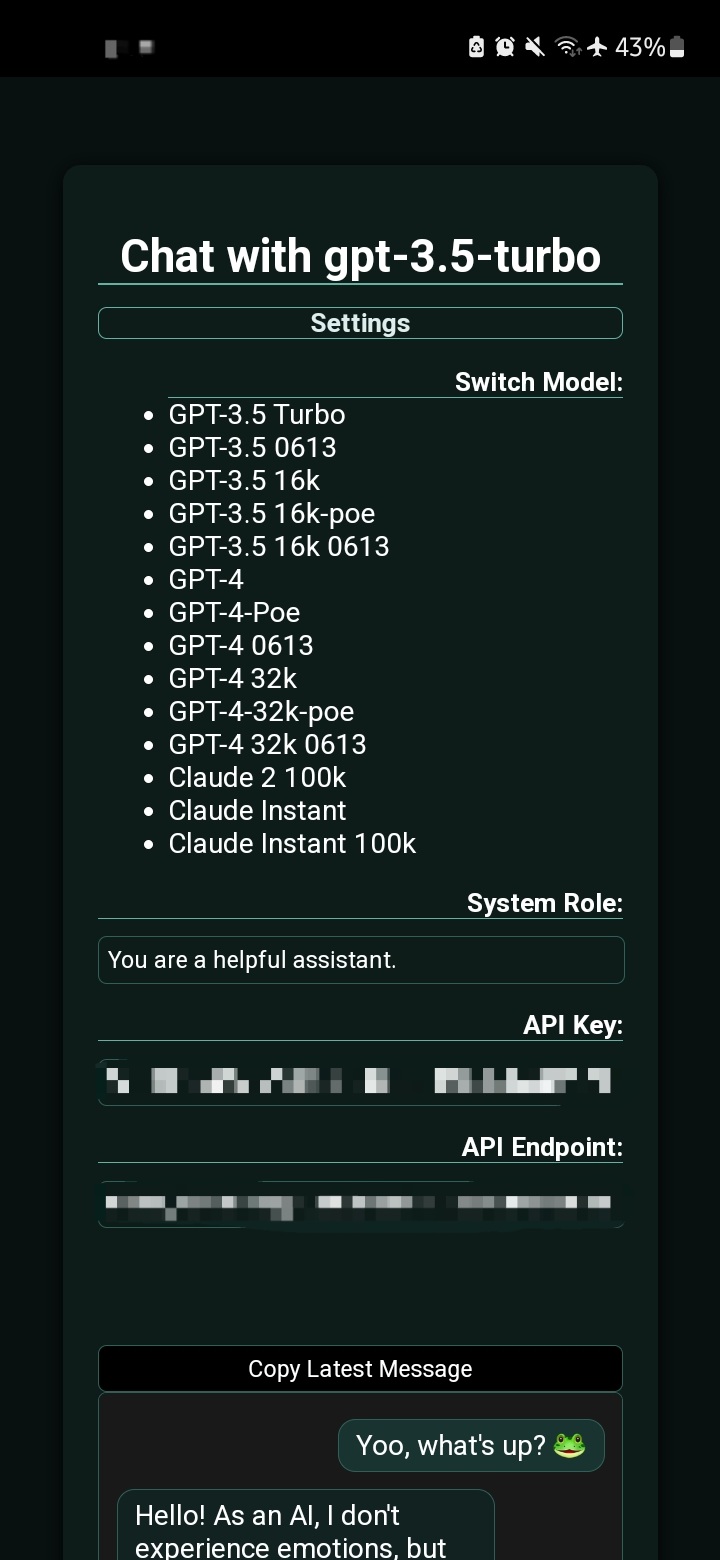 43%
Chat with gpt-3.5-turbo
Settings
Switch Model:
• GPT-3.5 Turbo
• GPT-3.5 0613
• GPT-3.5 16k
• GPT-3.5 16k-poe
• GPT-3.5 16k 0613
• GPT-4
• GPT-4-Poe
• GPT-4 0613
• GPT-4 32k
• GPT-4-32k-poe
• GPT-4 32k 0613
• Claude 2 100k
• Claude Instant
• Claude Instant 100k
System Role:
You are a helpful assistant.
API Key:
API Endpoint:
Copy Latest Message
Yoo, what's up? 🐸
Hello! As an AI, I don't
experience emotions, but